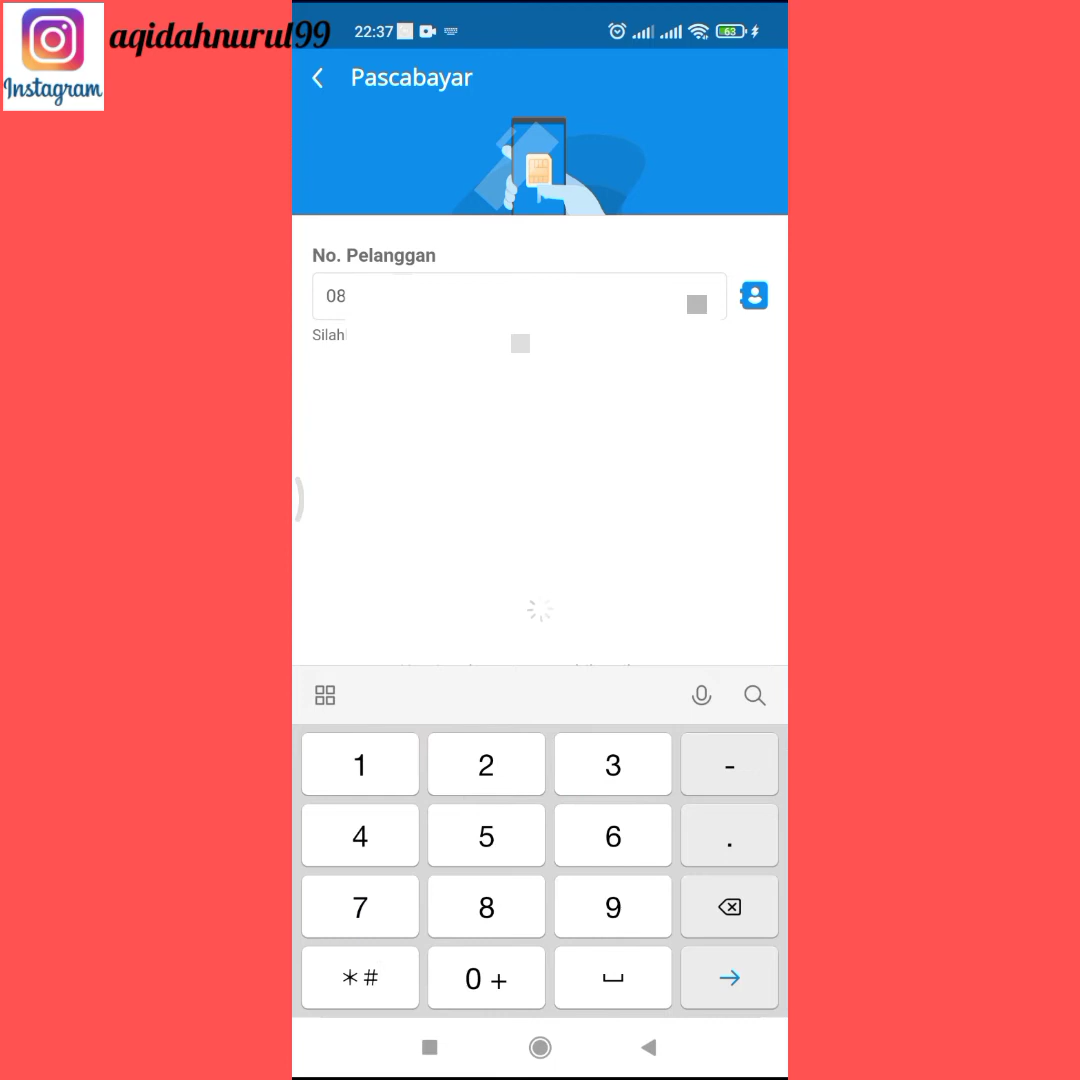 Instagram
aqidahnurul99
22:37
63
Pascabayar
No. Pelanggan
08
Silah
1 2 3 -
4 5 6 .
7 8 9
*# 0 +